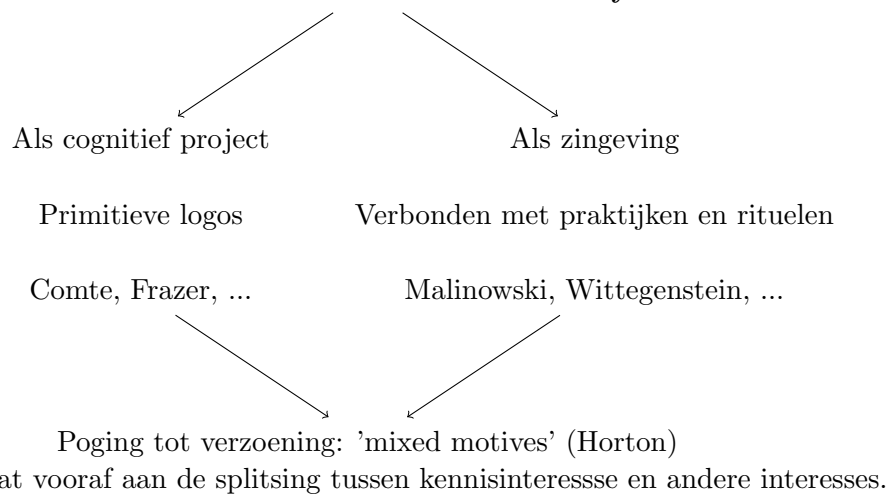 Als cognitief project Als zingeving
Primitieve logos Verbonden met praktijken en rituelen
Comte, Frazer, ... Malinowski, Wittegenstein, ...
Poging tot verzoening: 'mixed motives' (Horton)
vooraf aan de splitsing tussen kennisinteressse en andere interesses.